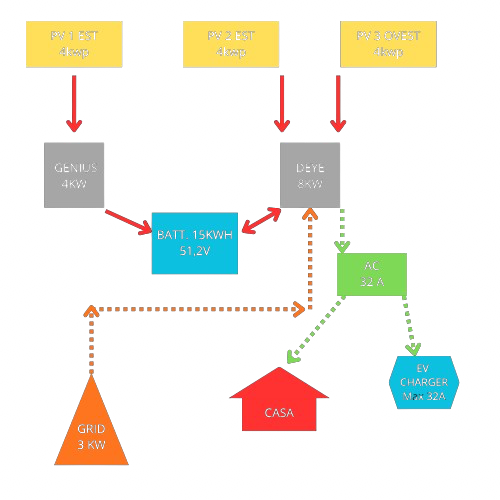 PV 1 EST
4kwp
PV 2 EST
4kwp
PV 3 OVEST
4kwp
GENIUS
4KW
DEYE
8KW
BATT. 15KWH
51,2V
AC
32 A
EV
CHARGER
Max 32A
CASA
GRID
3 KW